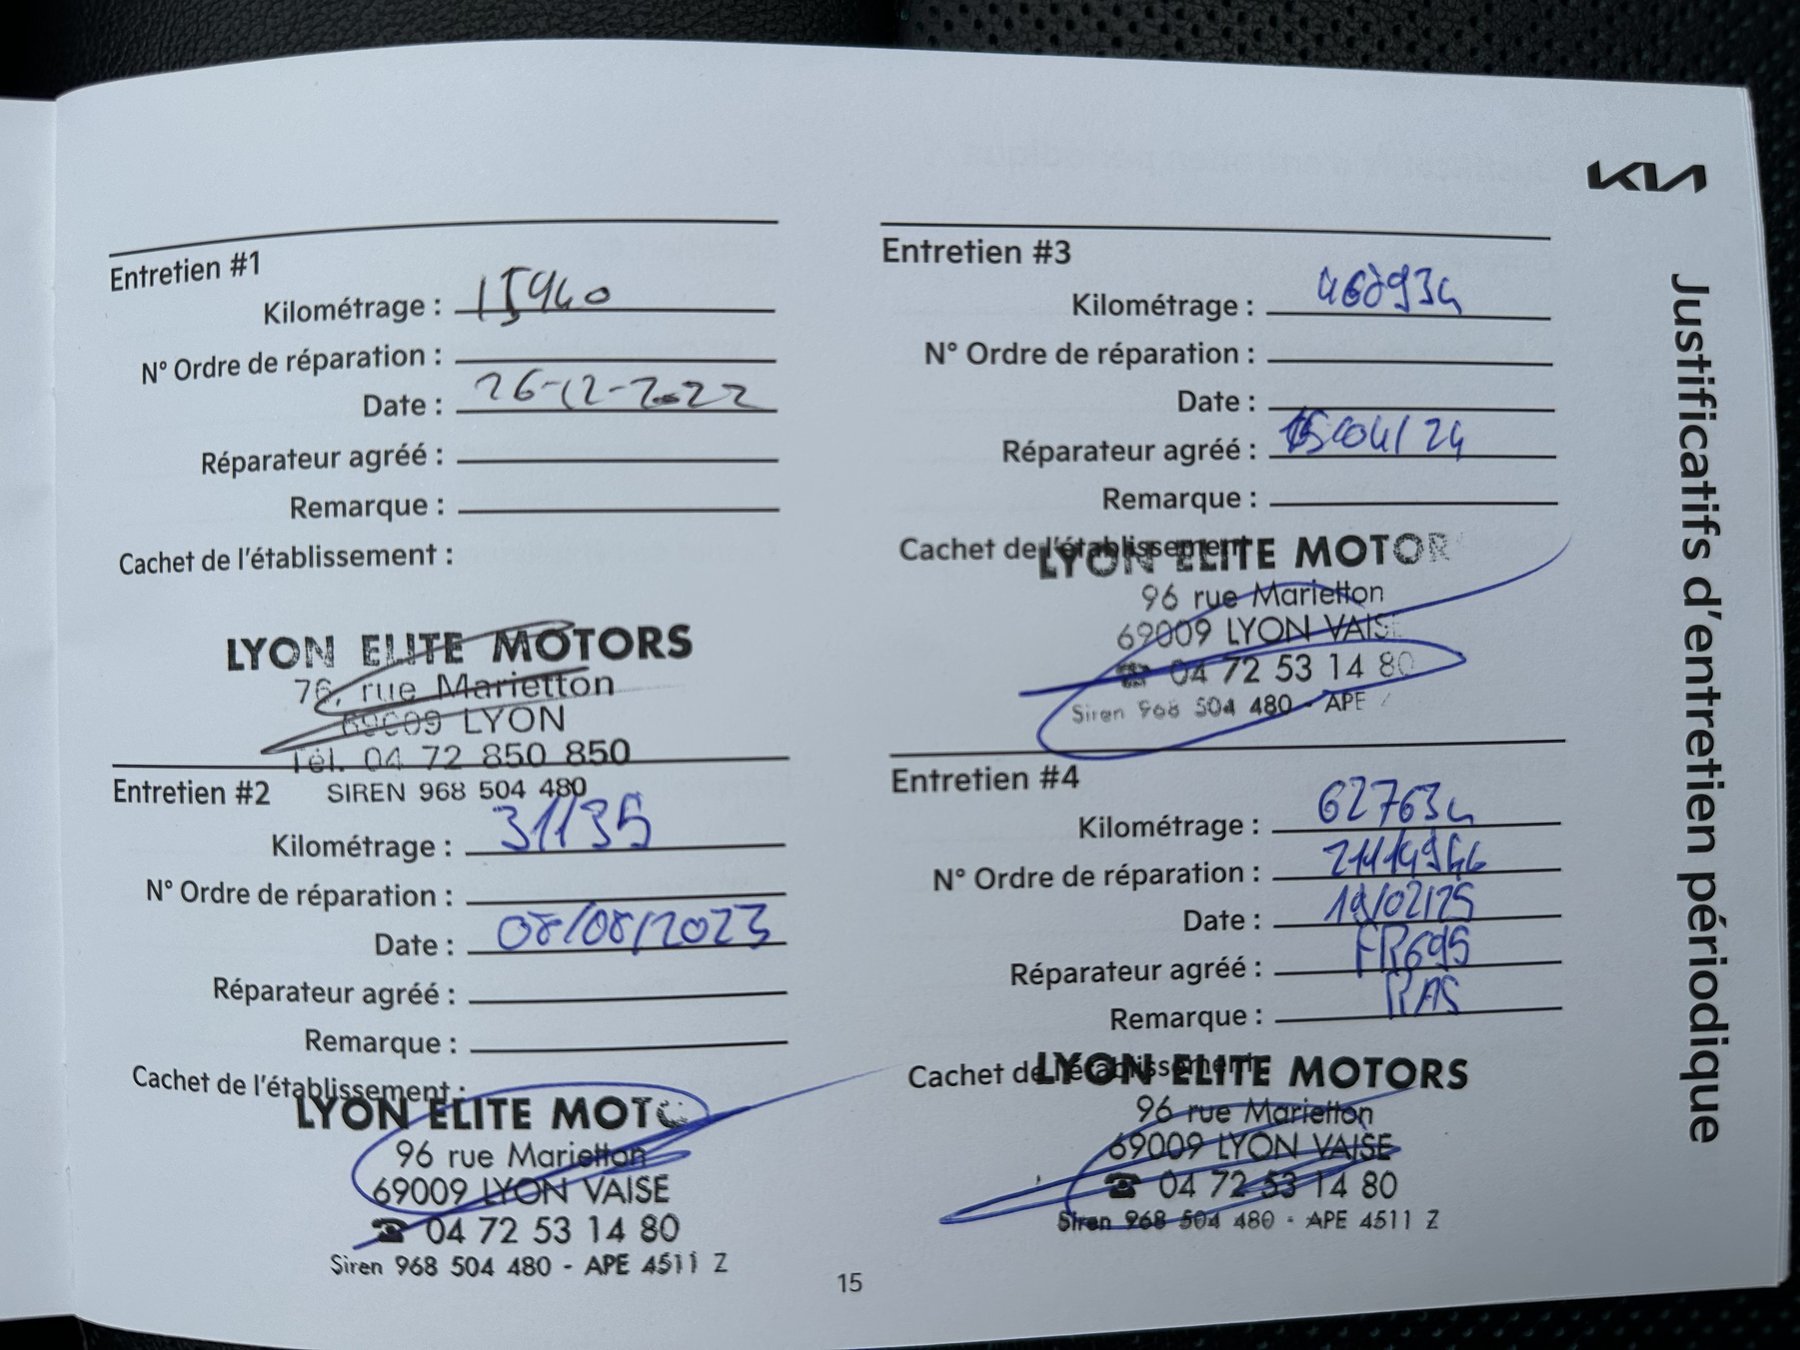 KIA
Justificatifs d'entretien périodique
Entretien #1
Kilométrage : 15940
N° Ordre de réparation :
Date : 26-12-2022
Réparateur agréé :
Remarque :
Cachet de l'établissement :
LYON ELITE MOTORS
76, rue Marietton
69009 LYON
Tél. 04 72 850 850
SIREN 968 504 480
Entretien #2
Kilométrage : 31135
N° Ordre de réparation :
Date : 08/08/2023
Réparateur agréé :
Remarque :
Cachet de l'établissement :
LYON ELITE MOTO
96 rue Marietton
69009 LYON VAISE
☎ 04 72 53 14 80
Siren 968 504 480 - APE 4511 Z
Entretien #3
Kilométrage :
N° Ordre de réparation :
Date :
Réparateur agréé : 15/04/24
Remarque :
Cachet de l'établissement
LYON ELITE MOTOR
96 rue Marietton
69009 LYON VAISE
☎ 04 72 53 14 80
Siren 968 504 480 - APE
Entretien #4
Kilométrage :
N° Ordre de réparation :
Date : 19/02/25
Réparateur agréé : FR695
Remarque : RAS
Cachet de l'établissement
LYON ELITE MOTORS
96 rue Marietton
69009 LYON VAISE
☎ 04 72 53 14 80
Siren 968 504 480 - APE 4511 Z
15